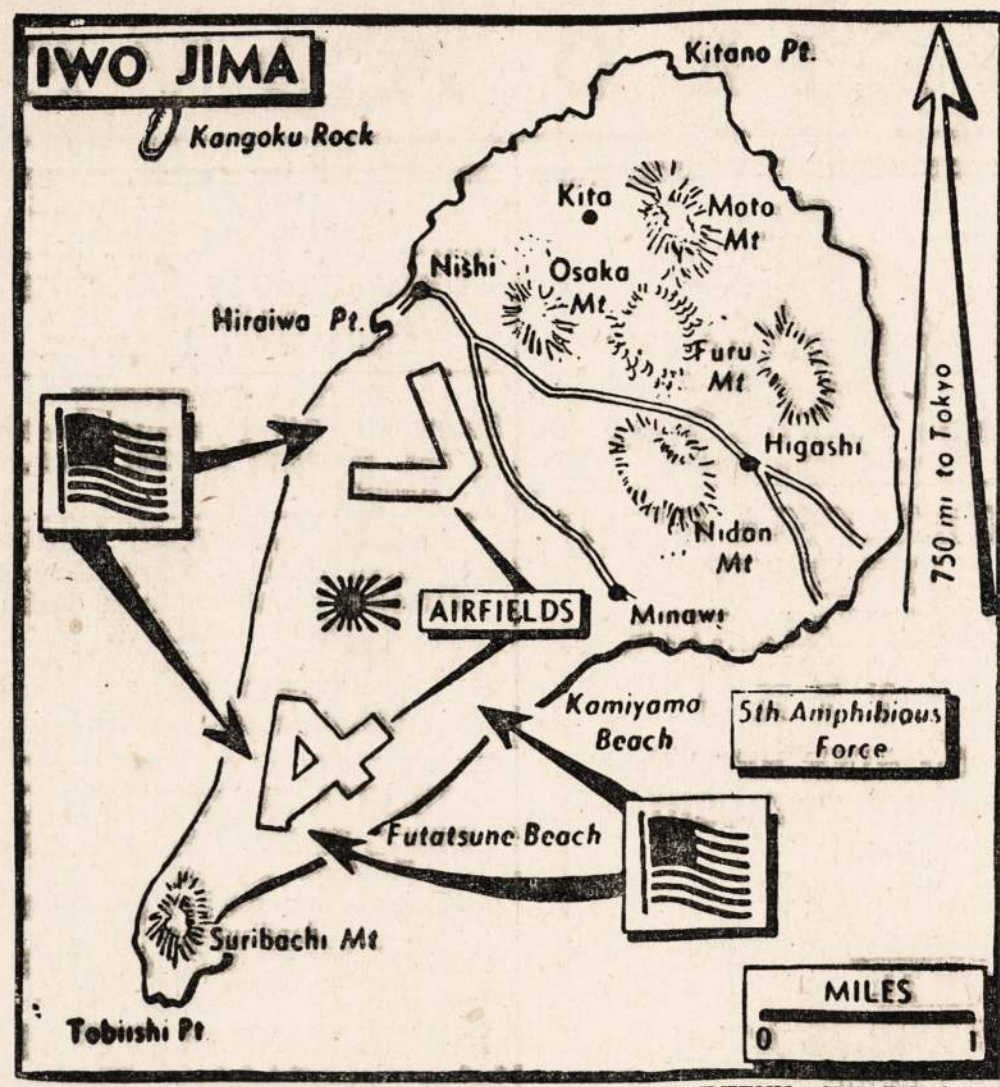 IWO JIMA
Kitano Pt.
Kangoku Rock
Kita
Moto
Mt
Nishi
Osaka
Mt.
Hiraiwa Pt.
Furu
Mt
Higashi
750 mi to Tokyo
Nidan
Mt
AIRFIELDS
Minawi
Kamiyama
Beach
5th Amphibious
Force
Futatsune Beach
Suribachi Mt
MILES
0 1
Tobiishi Pt